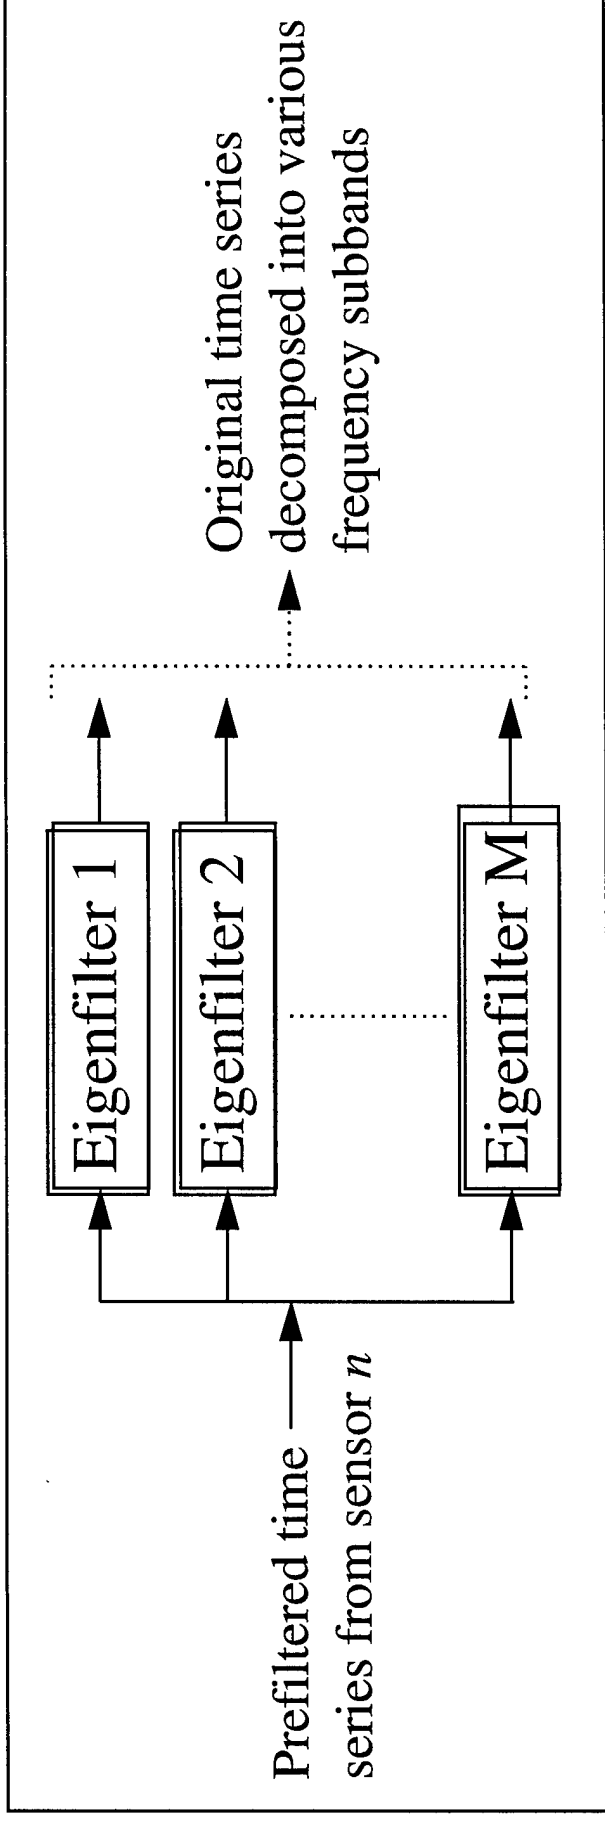 Prefiltered time
series from sensor n
Eigenfilter 1
Eigenfilter 2
Eigenfilter M
Original time series
decomposed into various
frequency subbands